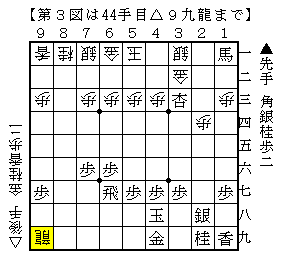 【第３図は44手目△９九龍まで】
９ ８ ７ ６ ５ ４ ３ ２ １
香 桂 銀 金 王 銀 馬 一
金 二
歩 歩 歩 歩 歩 杏 歩 三
歩 四
五
歩 歩 六
歩 飛 歩 歩 歩 歩 七
玉 銀 八
龍 金 桂 香 九
▲先手 角銀桂歩二
△後手 金桂香歩二